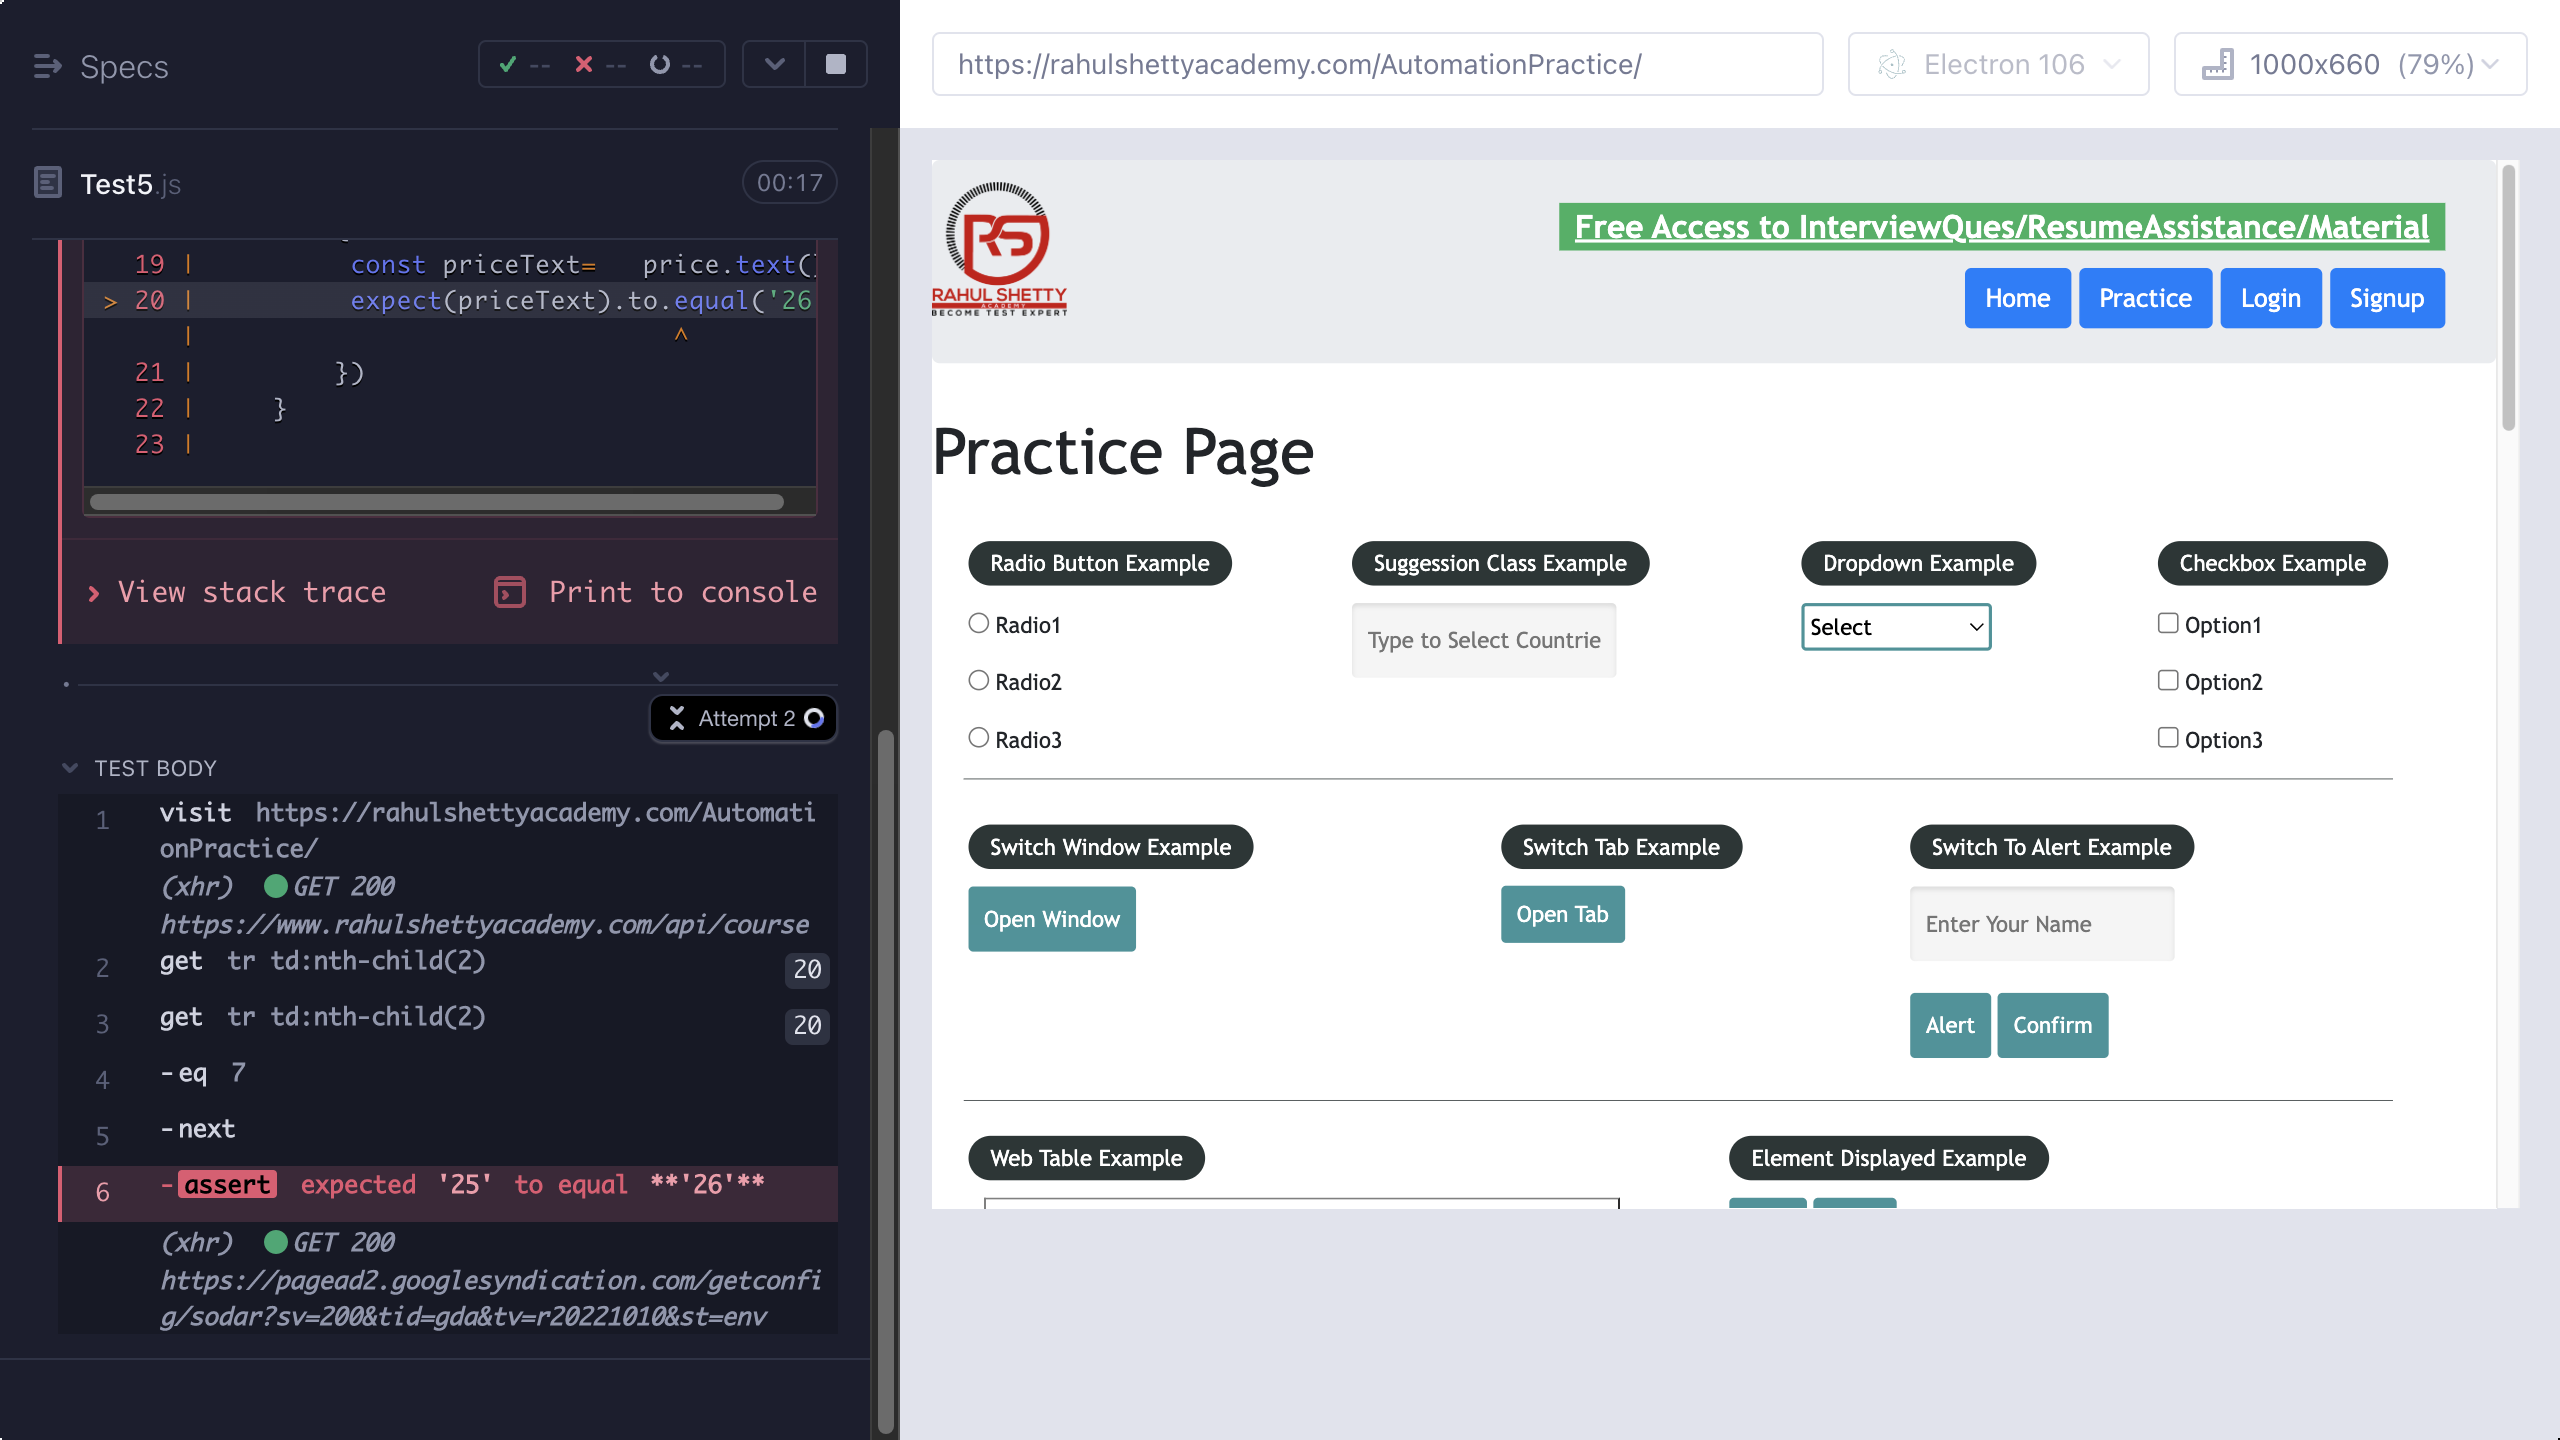 Specs
-- -- --
Test5.js
00:17
19 | const priceText= price.text()
> 20 | expect(priceText).to.equal('26
| ^
21 | })
22 | }
23 |
View stack trace
Print to console
Attempt 2
TEST BODY
1 visit https://rahulshettyacademy.com/Automati
onPractice/
(xhr) GET 200
https://www.rahulshettyacademy.com/api/course
2 get tr td:nth-child(2) 20
3 get tr td:nth-child(2) 20
4 -eq 7
5 -next
6 -assert expected '25' to equal **'26'**
(xhr) GET 200
https://pagead2.googlesyndication.com/getconfi
g/sodar?sv=200&tid=gda&tv=r20221010&st=env
https://rahulshettyacademy.com/AutomationPractice/
Electron 106
1000x660 (79%)
RAHUL SHETTY
ACADEMY
BECOME TEST EXPERT
Free Access to InterviewQues/ResumeAssistance/Material
Home Practice Login Signup
Practice Page
Radio Button Example
Radio1
Radio2
Radio3
Suggession Class Example
Type to Select Countrie
Dropdown Example
Select
Checkbox Example
Option1
Option2
Option3
Switch Window Example
Open Window
Switch Tab Example
Open Tab
Switch To Alert Example
Enter Your Name
Alert Confirm
Web Table Example
Element Displayed Example